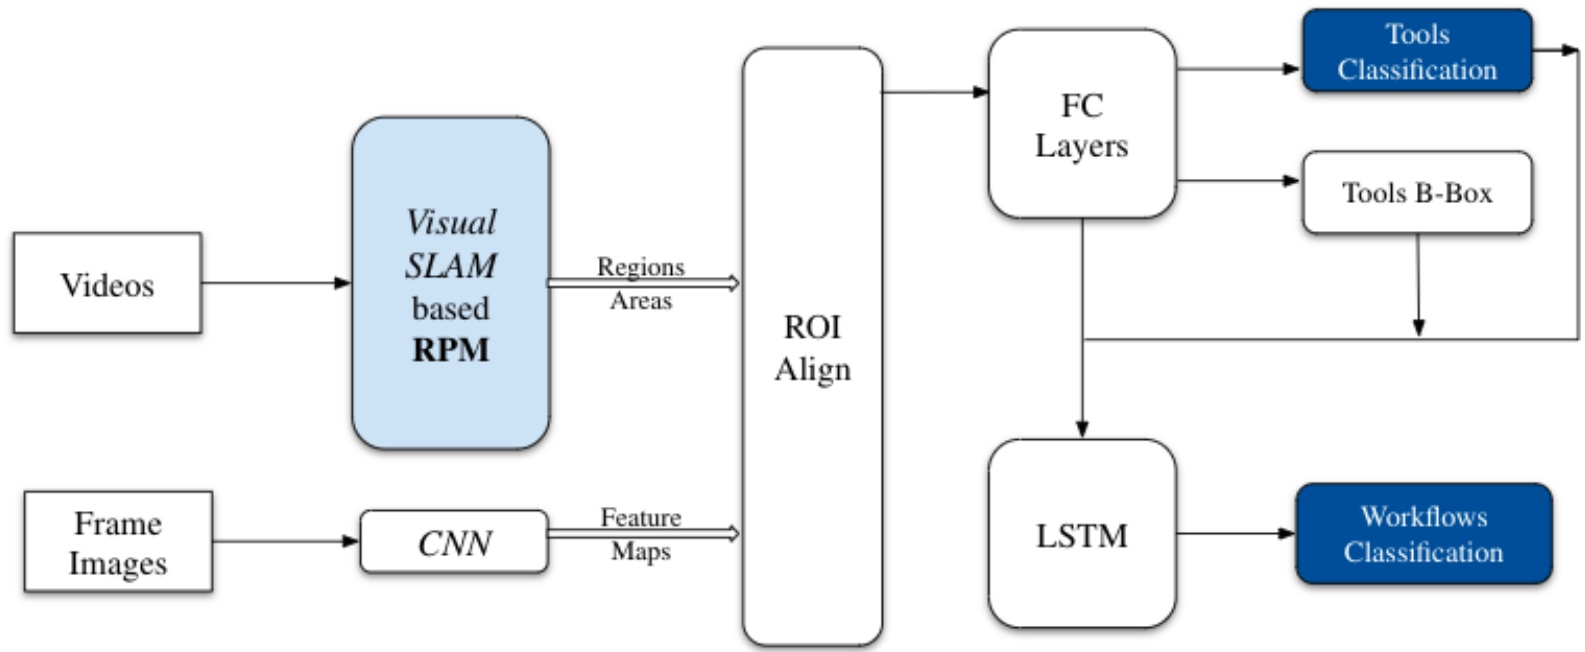 Videos
Visual
SLAM
based
RPM
Regions
Areas
Frame
Images
CNN
Feature
Maps
ROI
Align
FC
Layers
Tools
Classification
Tools B-Box
LSTM
Workflows
Classification